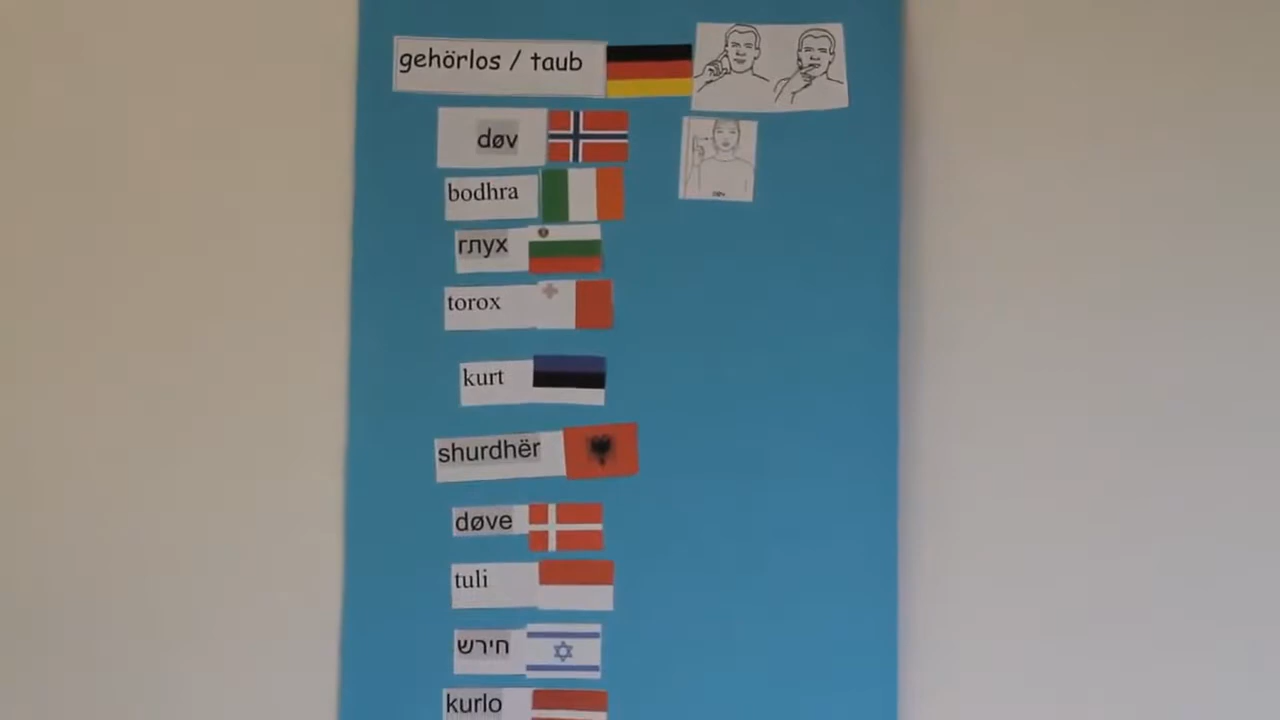 gehörlos / taub
døv
bodhra
глух
torox
kurt
shurdhër
døve
tuli
חירש
kurlo